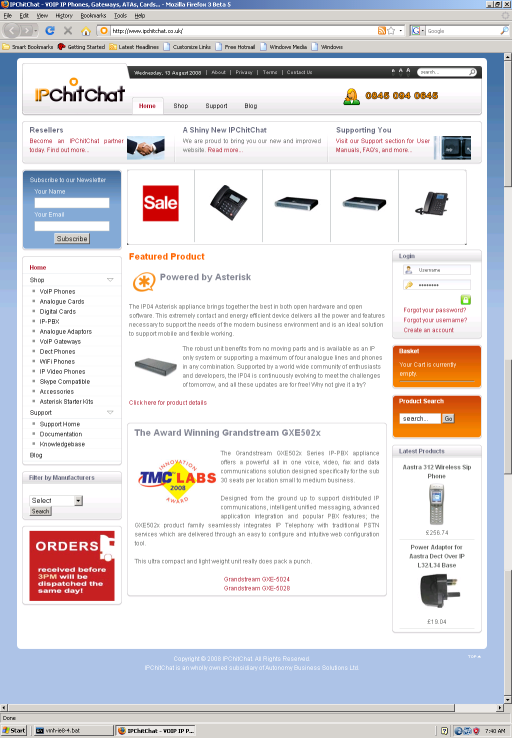 IPChitChat - VOIP IP Phones, Gateways, ATAs, Cards... - Mozilla Firefox 3 Beta 5
File Edit View History Bookmarks Tools Help
http://www.ipchitchat.co.uk/
Google
Smart Bookmarks Getting Started Latest Headlines Customize Links Free Hotmail Windows Media Windows
IPChitChat
Wednesday, 13 August 2008 | About | Privacy | Terms | Contact Us
A A A
search...
Home Shop Support Blog
0845 094 0645
Resellers
Become an IPChitChat partner today. Find out more...
A Shiny New IPChitChat
We are proud to bring you our new and improved website. Read more...
Supporting You
Visit our Support section for User Manuals, FAQ's, and more...
Subscribe to our Newsletter
Your Name
Your Email
Subscribe
Sale
Home
Shop
VoIP Phones
Analogue Cards
Digital Cards
IP-PBX
Analogue Adaptors
VoIP Gateways
Dect Phones
WiFi Phones
IP Video Phones
Skype Compatible
Accessories
Asterisk Starter Kits
Support
Support Home
Documentation
Knowledgebase
Blog
Filter by Manufacturers
Select
Search
ORDERS
received before
3PM will be
dispatched the
same day!
Featured Product
Powered by Asterisk
The IP04 Asterisk appliance brings together the best in both open hardware and open
software. This extremely contact and energy efficient device delivers all the power and features
necessary to support the needs of the modern business environment and is an ideal solution
to support mobile and flexible working.
The robust unit benefits from no moving parts and is available as an IP
only system or supporting a maximum of four analogue lines and phones
in any combination. Supported by a world wide community of enthusiasts
and developers, the IP04 is continuously evolving to meet the challenges
of tomorrow, and all these updates are for free! Why not give it a try?
Click here for product details
The Award Winning Grandstream GXE502x
INNOVATION
TMC LABS
2008
AWARD
The Grandstream GXE502x Series IP-PBX appliance
offers a powerful all in one voice, video, fax and data
communications solution designed specifically for the sub
30 seats per location small to medium business.
Designed from the ground up to support distributed IP
communications, intelligent unified messaging, advanced
application integration and popular PBX features, the
GXE502x product family seamlessly integrates IP Telephony with traditional PSTN
services which are delivered through an easy to configure and intuitive web configuration
tool.
This ultra compact and light weight unit really does pack a punch.
Grandstream GXE-5024
Grandstream GXE-5028
Login
Username
••••••••
Forgot your password?
Forgot your username?
Create an account
Basket
Your Cart is currently
empty.
Product Search
search... Go
Latest Products
Aastra 312 Wireless Sip
Phone
£256.74
Power Adapter for
Aastra Dect Over IP
L32/L34 Base
£19.04
Copyright © 2008 IPChitChat. All Rights Reserved.
IPChitChat is an wholly owned subsidiary of Autonomy Business Solutions Ltd
TOP
Done
Start vmh-ie8-4.bat IPChitChat - VOIP IP P... 7:40 AM